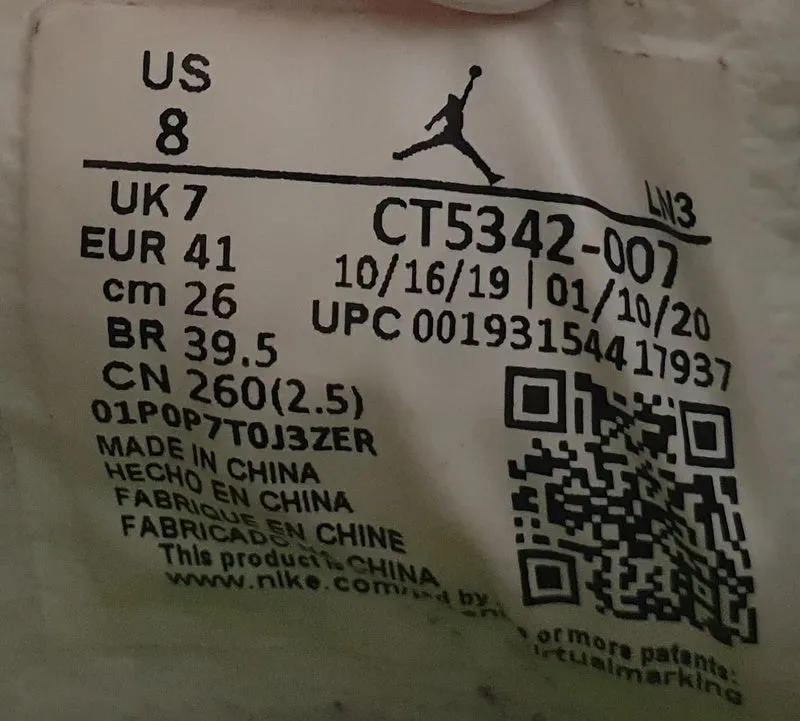 US
8
LN3
UK 7
EUR 41
cm 26
BR 39.5
CN 260(2.5)
CT5342-007
10/16/19 | 01/10/20
UPC 00193154417937
01P0P7T0J3ZER
MADE IN CHINA
HECHO EN CHINA
FABRIQUE EN CHINE
FABRICADO CHINA
This product by or more patents:
www.nike.com/virtualmarking